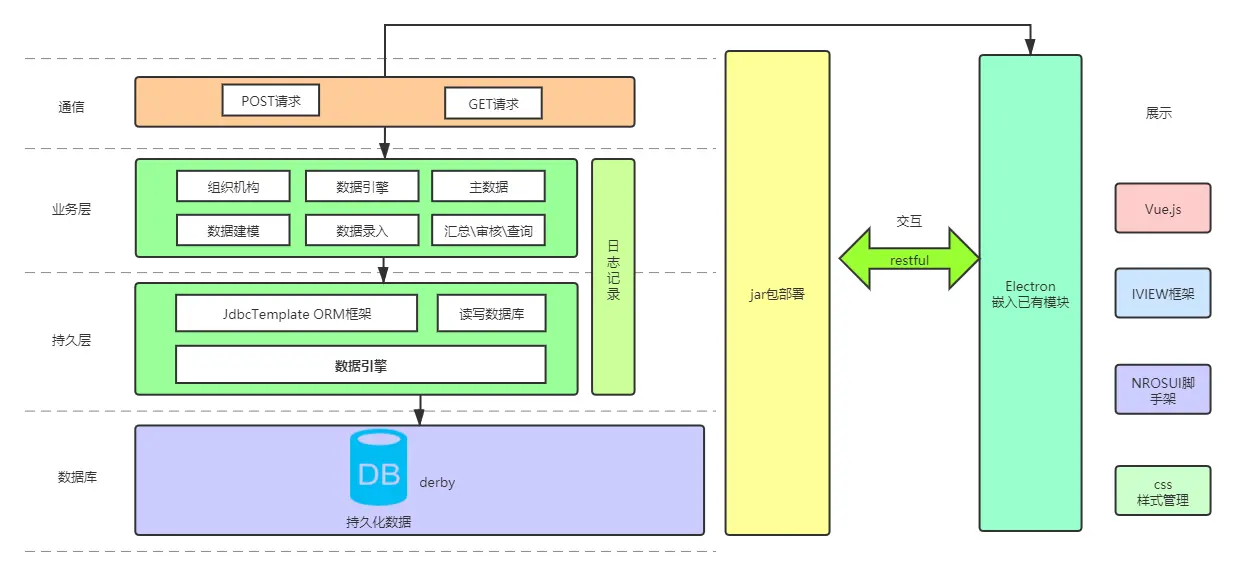 通信
POST请求
GET请求
业务层
组织机构
数据引擎
主数据
数据建模
数据录入
汇总\审核\查询
日志记录
持久层
JdbcTemplate ORM框架
读写数据库
数据引擎
数据库
DB
derby
持久化数据
jar包部署
交互
restful
Electron
嵌入已有模块
展示
Vue.js
IVIEW框架
NROSUI脚
手架
css
样式管理